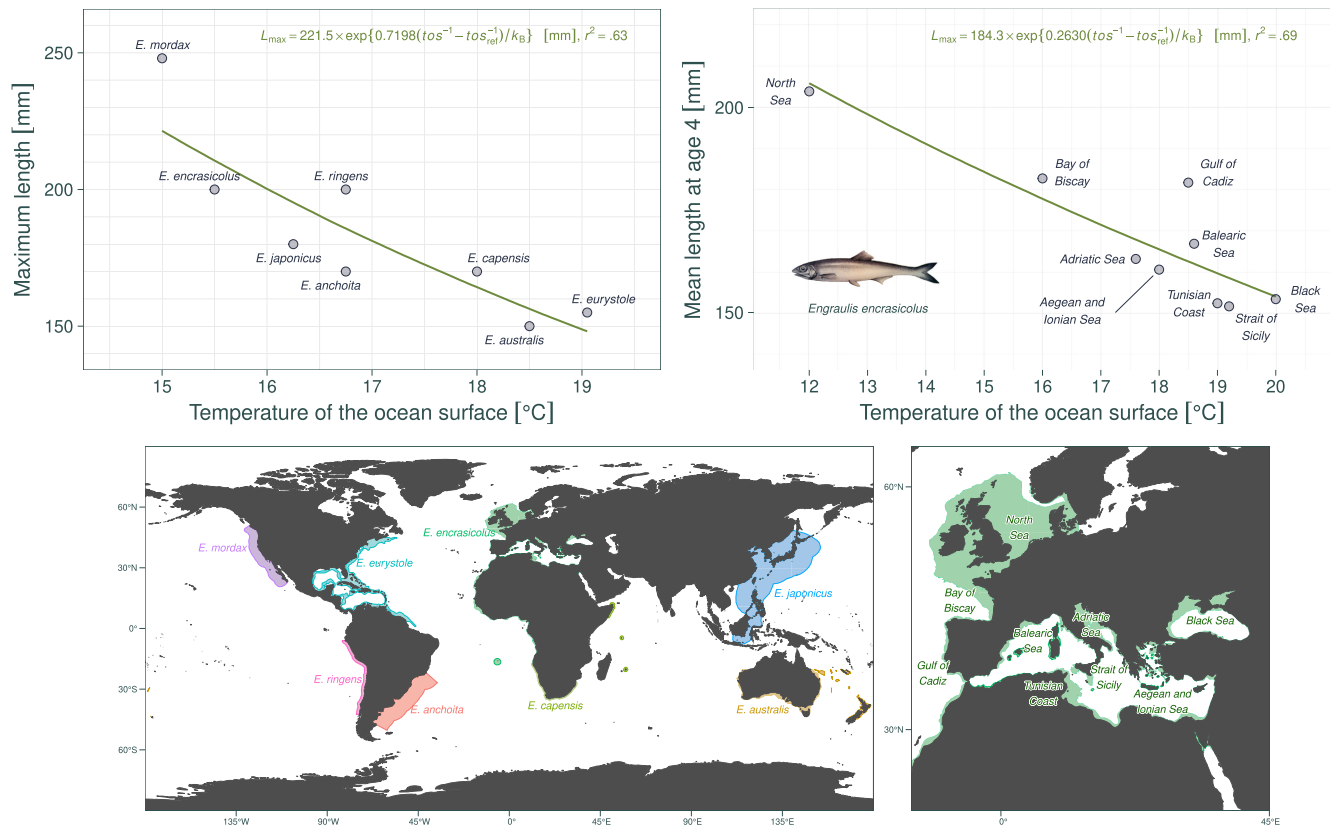 L_max = 221.5 × exp{0.7198(tos⁻¹ − tos_ref⁻¹)/k_B} [mm], r² = .63
E. mordax
250
E. encrasicolus
E. ringens
200
E. japonicus
E. capensis
E. anchoita
E. eurystole
150
E. australis
15
16
17
18
19
Maximum length [mm]
Temperature of the ocean surface [°C]
L_max = 184.3 × exp{0.2630(tos⁻¹ − tos_ref⁻¹)/k_B} [mm], r² = .69
North
Sea
200
Bay of
Biscay
Gulf of
Cadiz
Balearic
Sea
Adriatic Sea
Aegean and
Ionian Sea
Tunisian
Coast
Strait of
Sicily
Black
Sea
Engraulis encrasicolus
150
12
13
14
15
16
17
18
19
20
Mean length at age 4 [mm]
Temperature of the ocean surface [°C]
60°N
30°N
0°
30°S
60°S
E. mordax
E. eurystole
E. encrasicolus
E. japonicus
E. ringens
E. anchoita
E. capensis
E. australis
135°W
90°W
45°W
0°
45°E
90°E
135°E
60°N
30°N
North
Sea
Bay of
Biscay
Adriatic
Sea
Black Sea
Balearic
Sea
Gulf of
Cadiz
Strait of
Sicily
Tunisian
Coast
Aegean and
Ionian Sea
0°
45°E